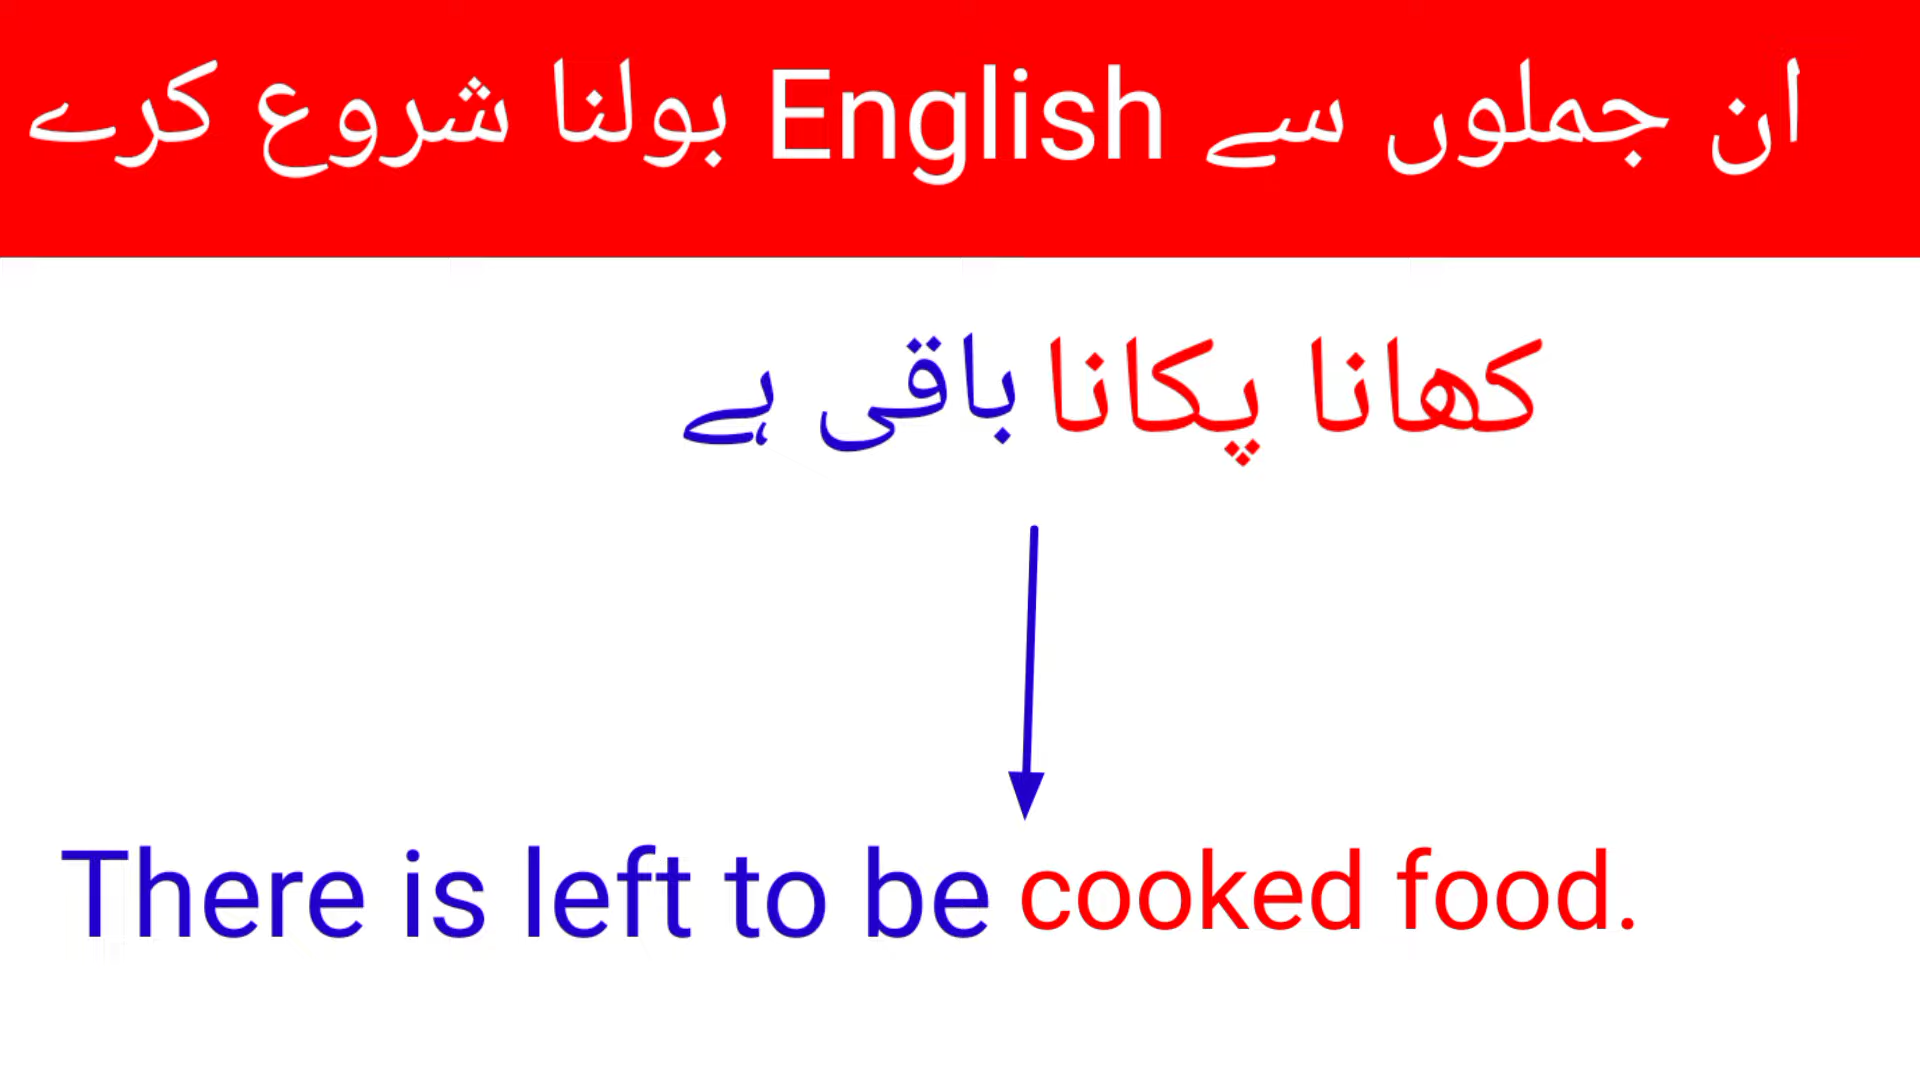 ان جملوں سے English بولنا شروع کرے
کھانا پکانا باقی ہے
There is left to be cooked food.